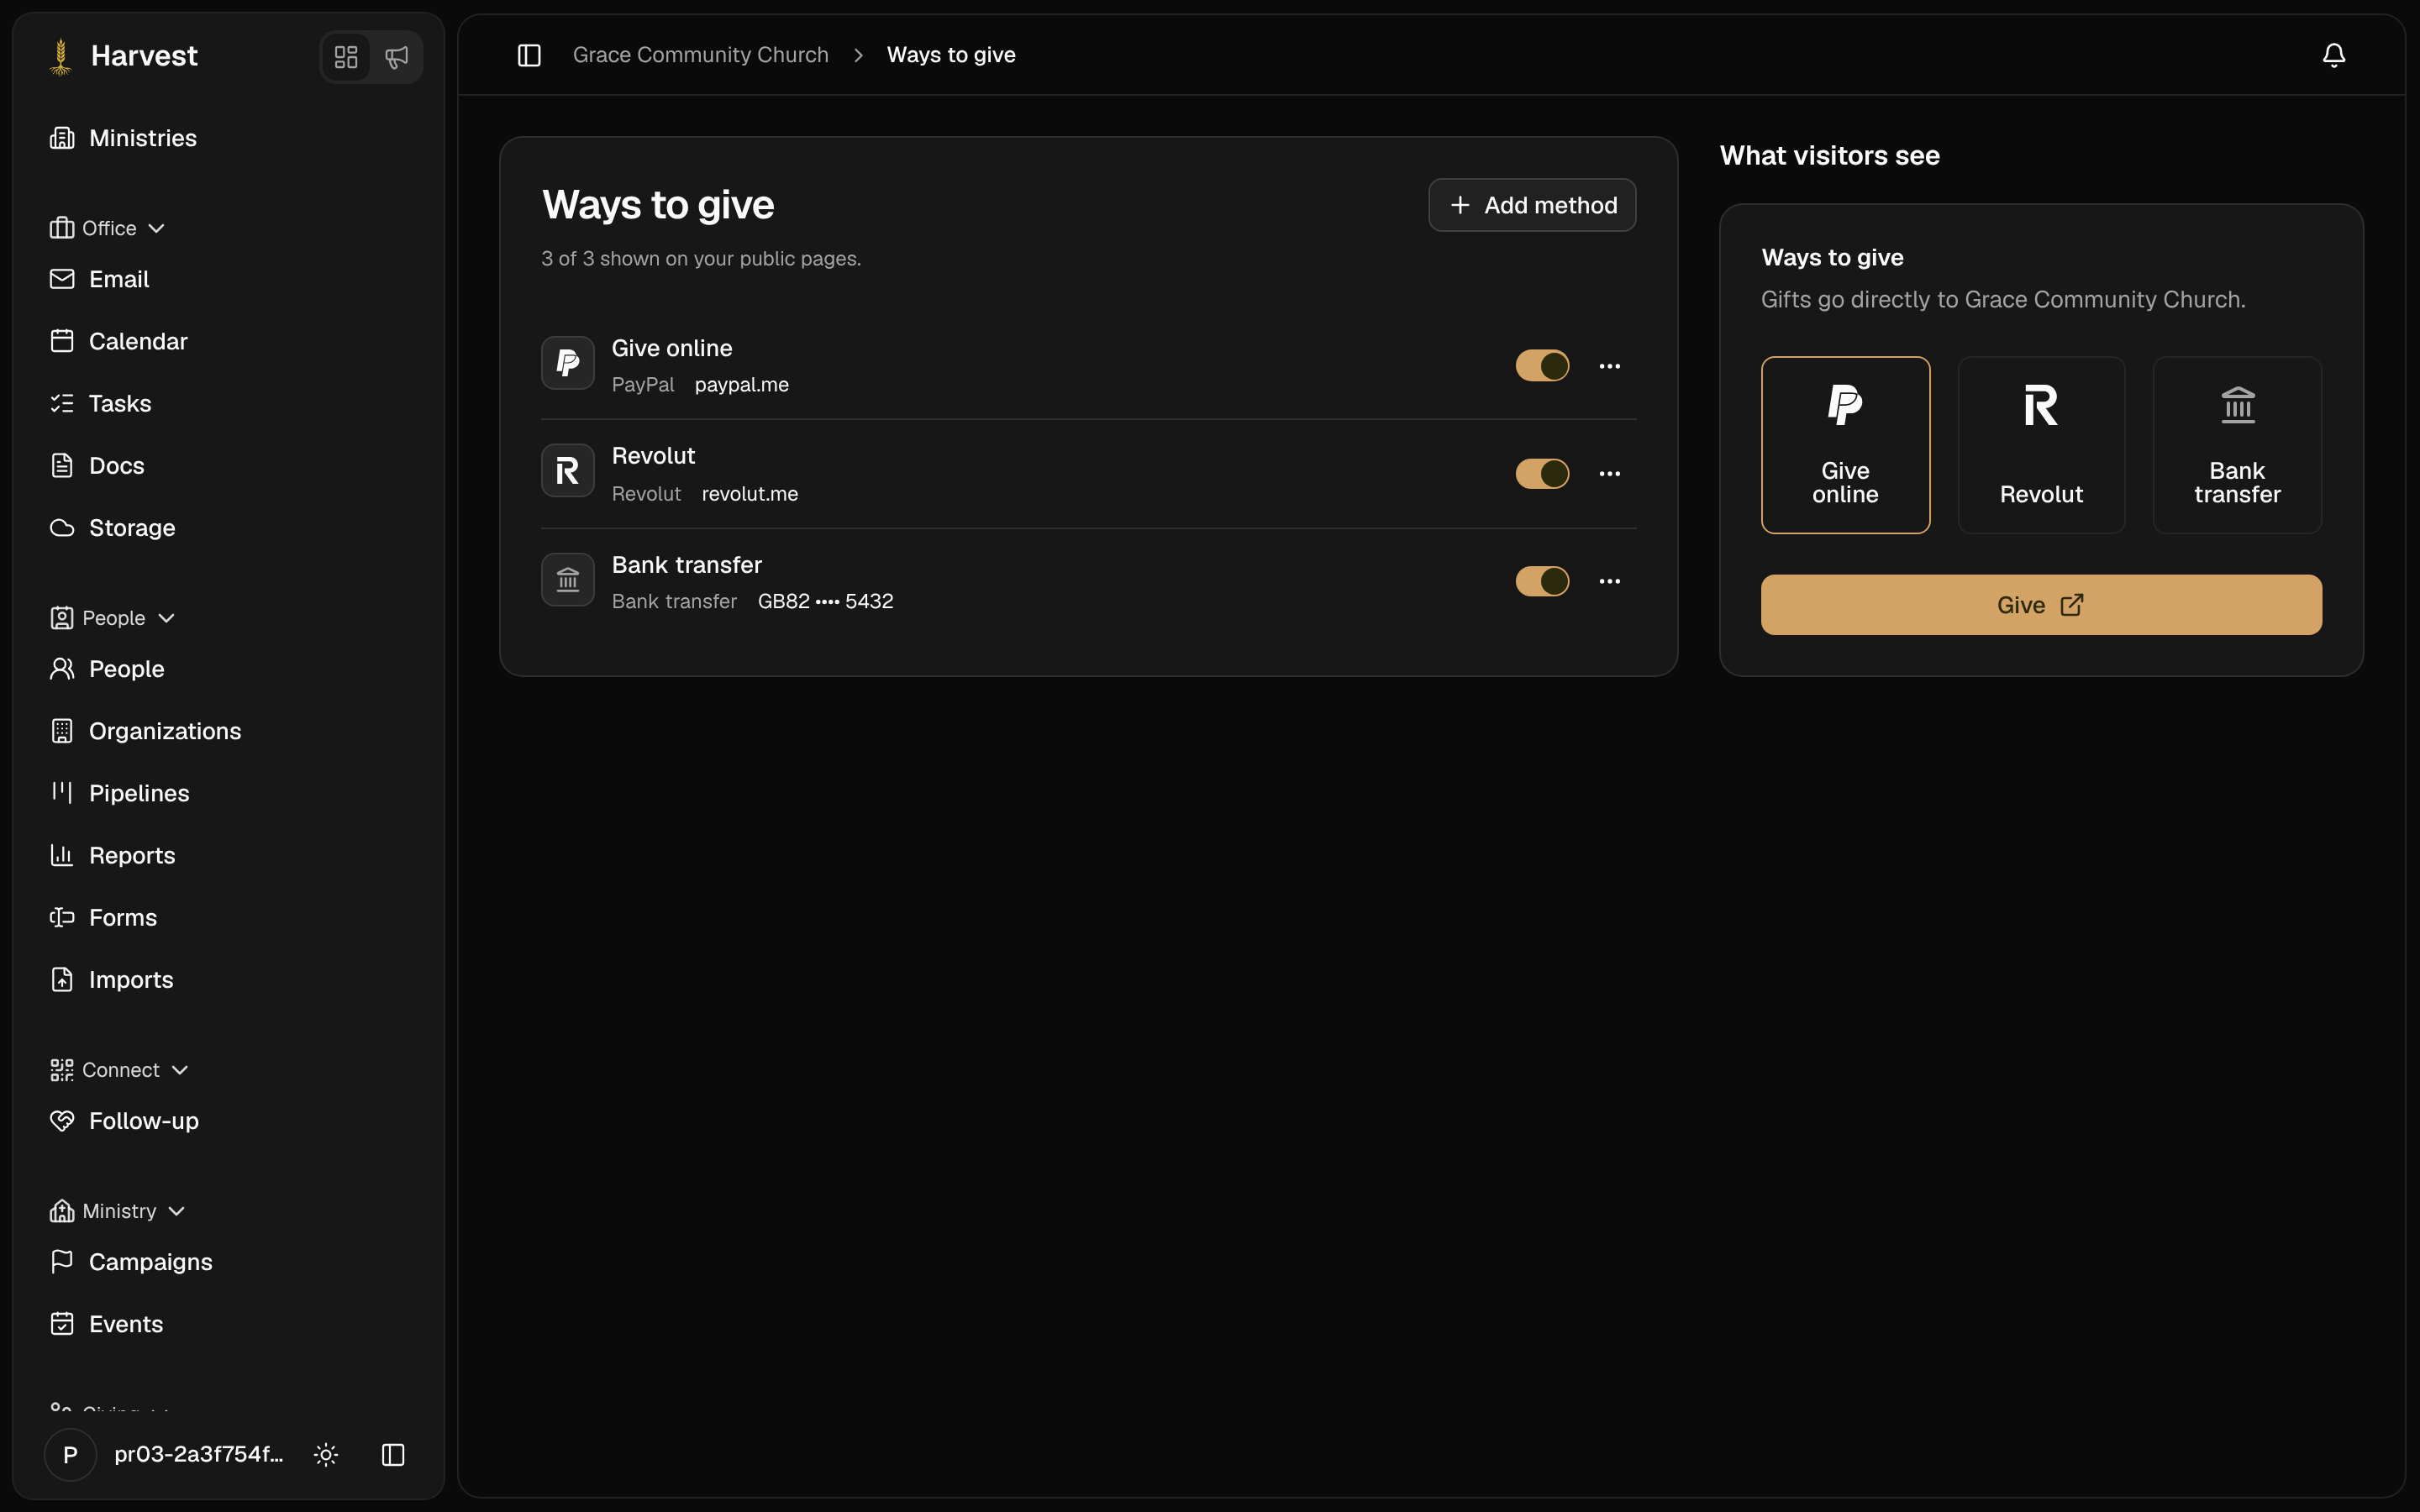 Harvest
Ministries
Office
Email
Calendar
Tasks
Docs
Storage
People
People
Organizations
Pipelines
Reports
Forms
Imports
Connect
Follow-up
Ministry
Campaigns
Events
P
pr03-2a3f754f...
Grace Community Church > Ways to give
Ways to give
Add method
3 of 3 shown on your public pages.
Give online
PayPal paypal.me
Revolut
Revolut revolut.me
Bank transfer
Bank transfer GB82 •••• 5432
What visitors see
Ways to give
Gifts go directly to Grace Community Church.
Give
online
Revolut
Bank
transfer
Give